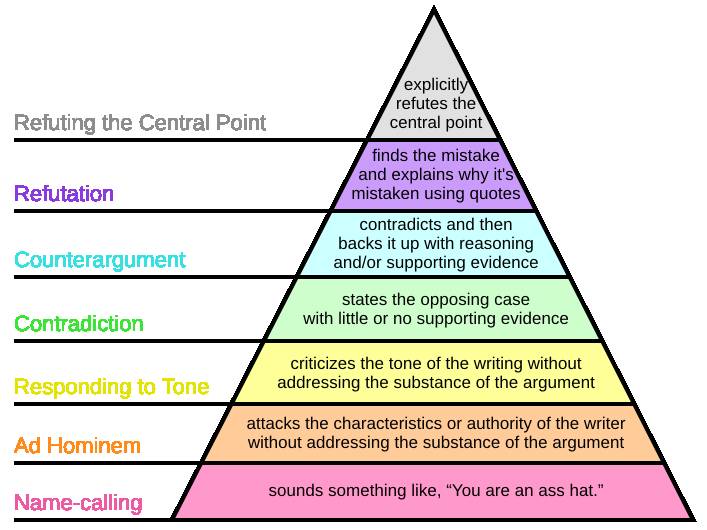 explicitly
refutes the
central point
Refuting the Central Point
finds the mistake
and explains why it's
mistaken using quotes
Refutation
contradicts and then
backs it up with reasoning
and/or supporting evidence
Counterargument
states the opposing case
with little or no supporting evidence
Contradiction
criticizes the tone of the writing without
addressing the substance of the argument
Responding to Tone
attacks the characteristics or authority of the writer
without addressing the substance of the argument
Ad Hominem
sounds something like, “You are an ass hat.”
Name-calling